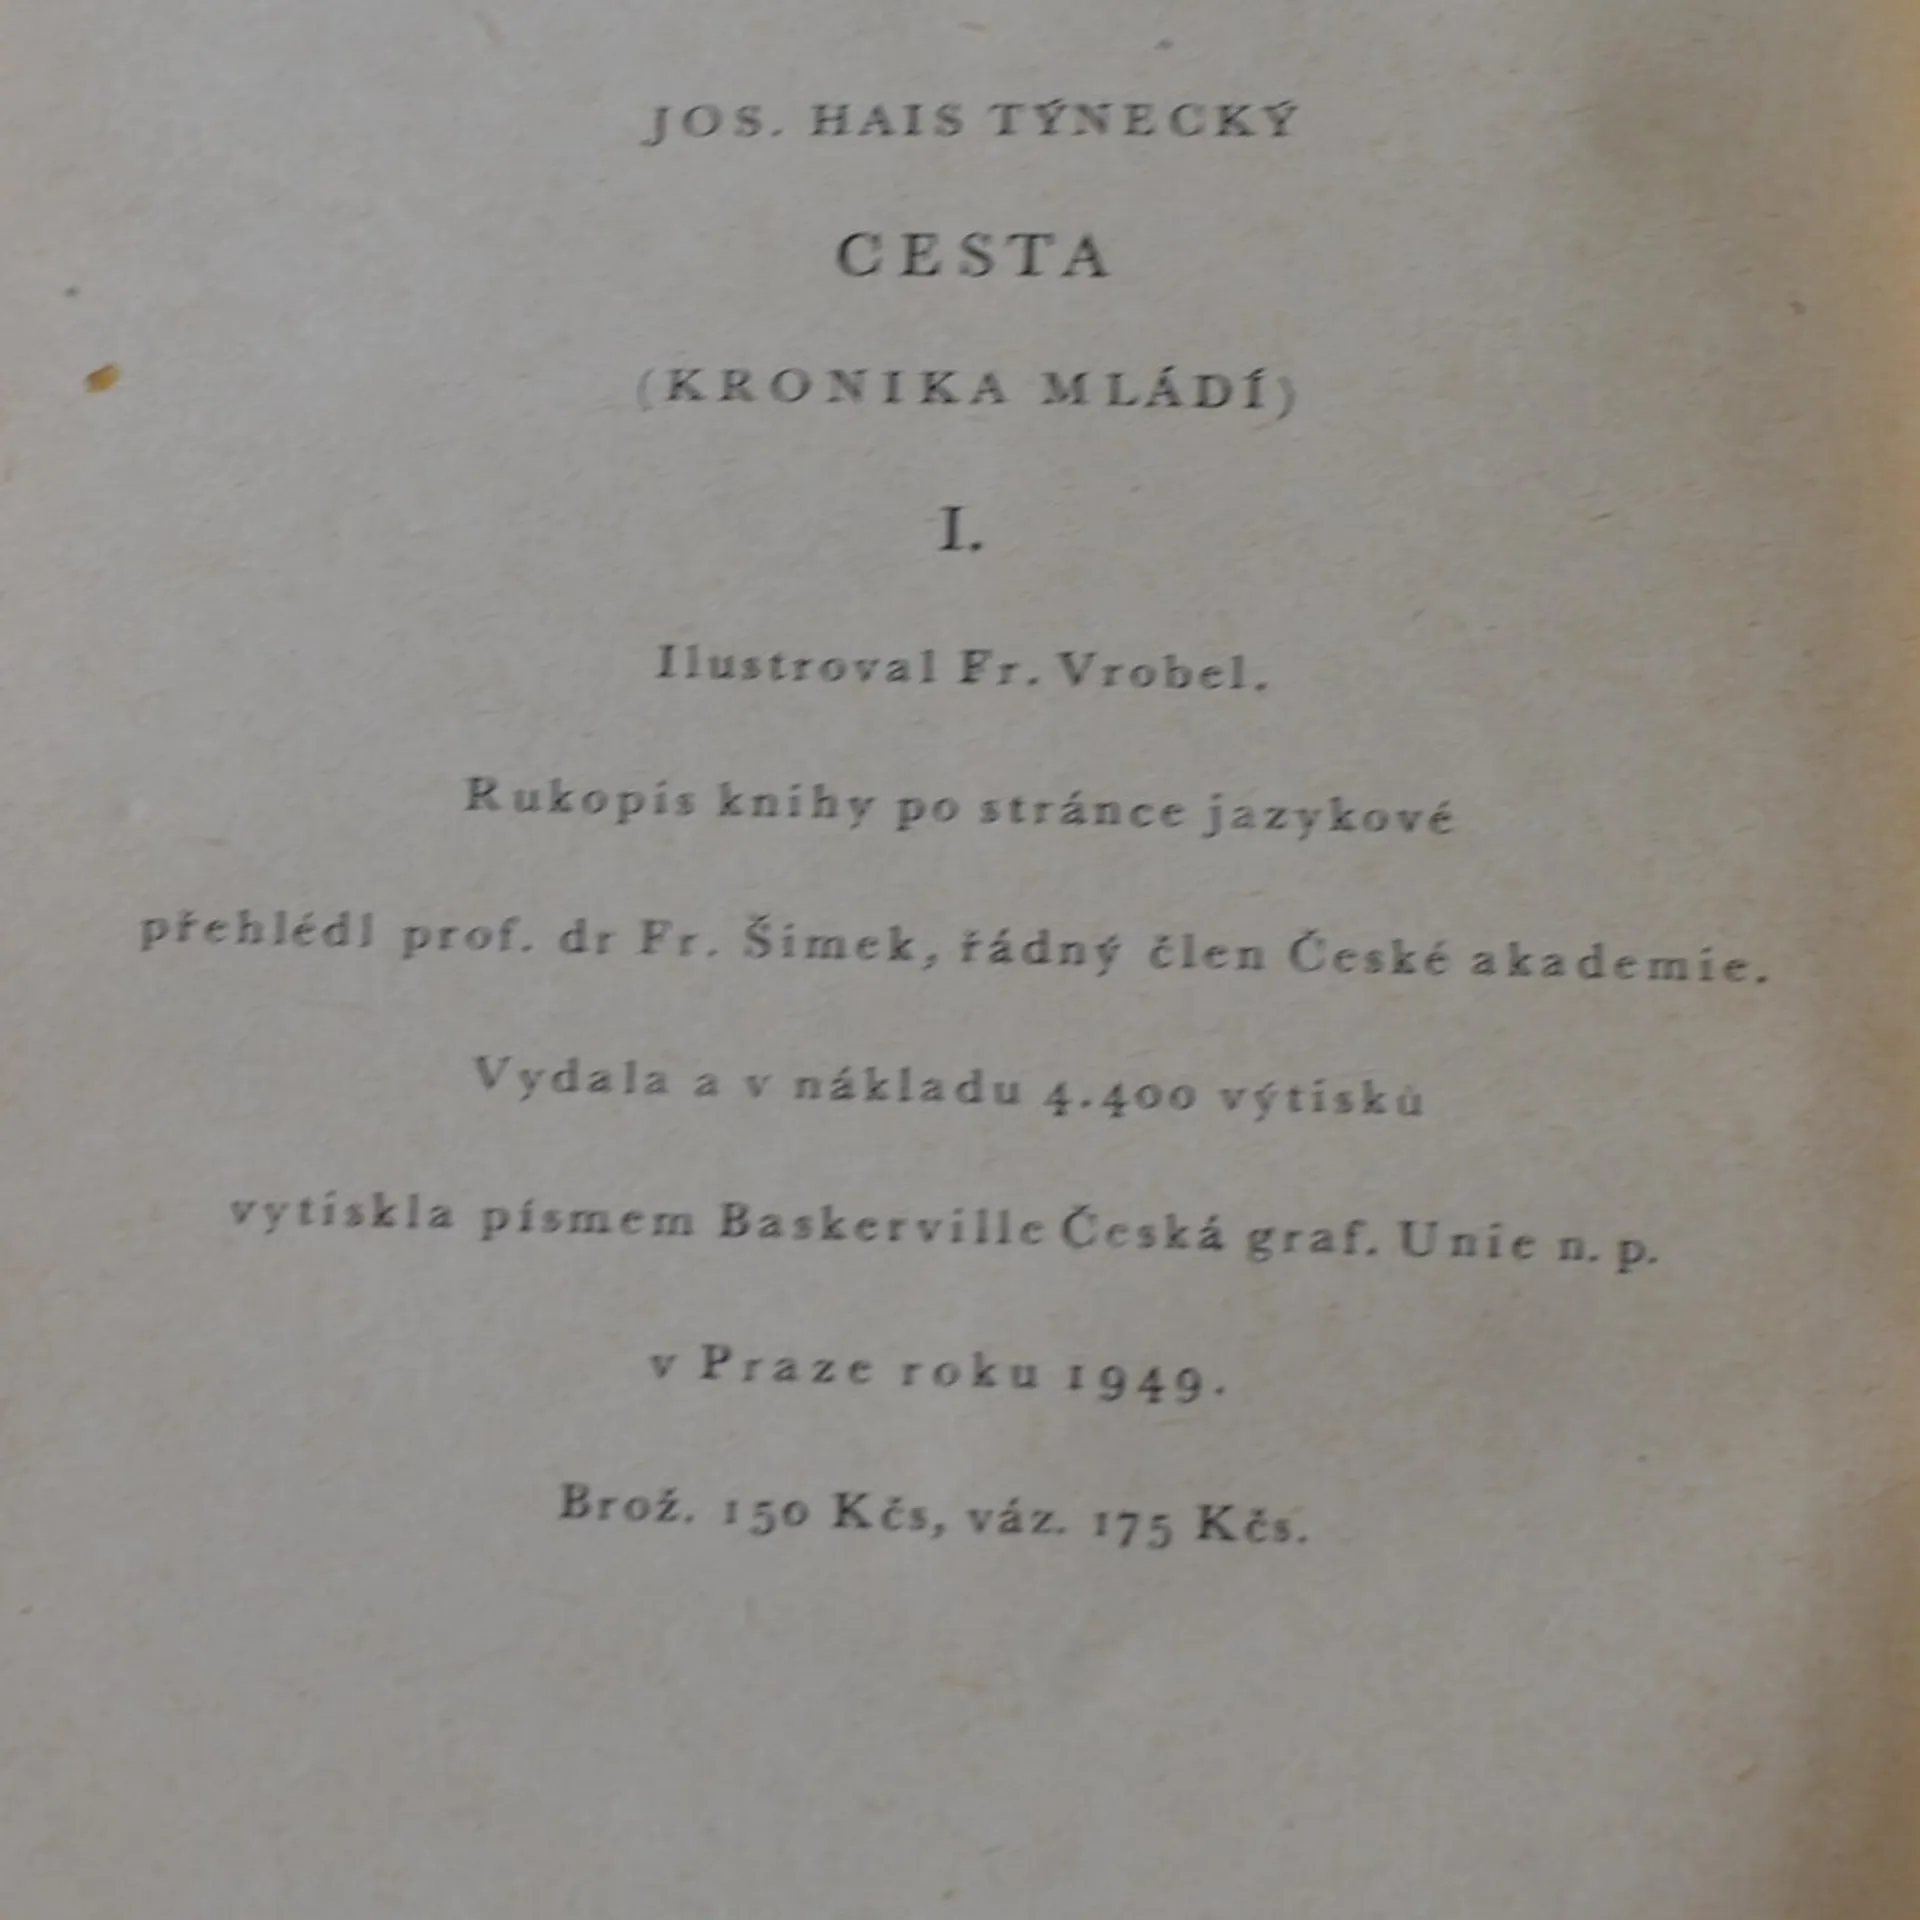 JOS. HAIS TÝNECKÝ
CESTA
(KRONIKA MLÁDÍ)
I.
Ilustroval Fr. Vrobel.
Rukopis knihy po stránce jazykové
přehlédl prof. dr Fr. Šimek, řádný člen České akademie.
Vydala a v nákladu 4.400 výtisků
vytiskla písmem Baskerville Česká graf. Unie n. p.
v Praze roku 1949.
Brož. 150 Kčs, váz. 175 Kčs.